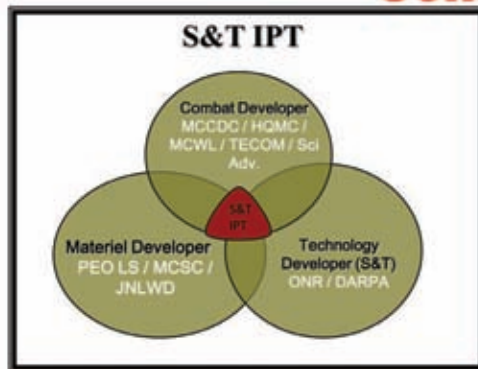 S&T IPT
Combat Developer
MCCDC / HQMC /
MCWL / TECOM / Sci
Adv.
S&T
IPT
Materiel Developer
PEO LS / MCSC /
JNLWD
Technology
Developer (S&T)
ONR / DARPA